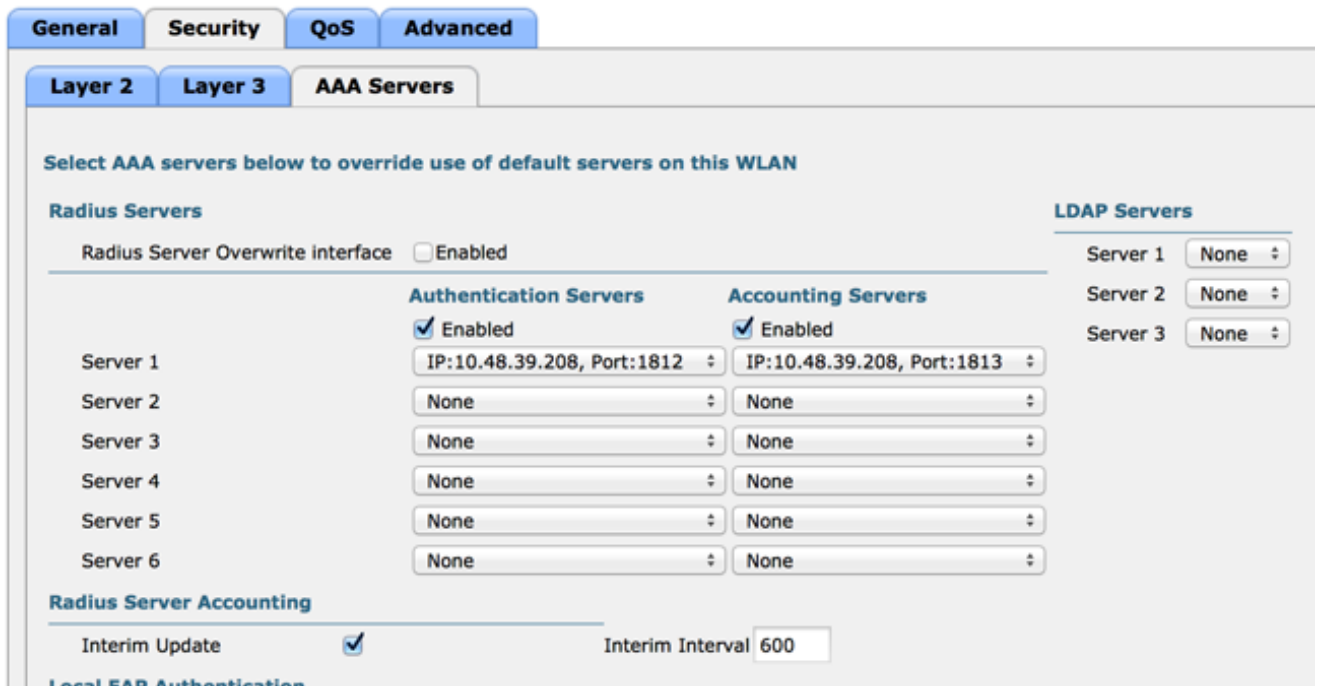 General Security QoS Advanced
Layer 2 Layer 3 AAA Servers
Select AAA servers below to override use of default servers on this WLAN
Radius Servers LDAP Servers
Radius Server Overwrite interface Enabled Server 1 None
Authentication Servers Accounting Servers Server 2 None
Enabled Enabled Server 3 None
Server 1 IP:10.48.39.208, Port:1812 IP:10.48.39.208, Port:1813
Server 2 None None
Server 3 None None
Server 4 None None
Server 5 None None
Server 6 None None
Radius Server Accounting
Interim Update Interim Interval 600
Local EAP Authentication